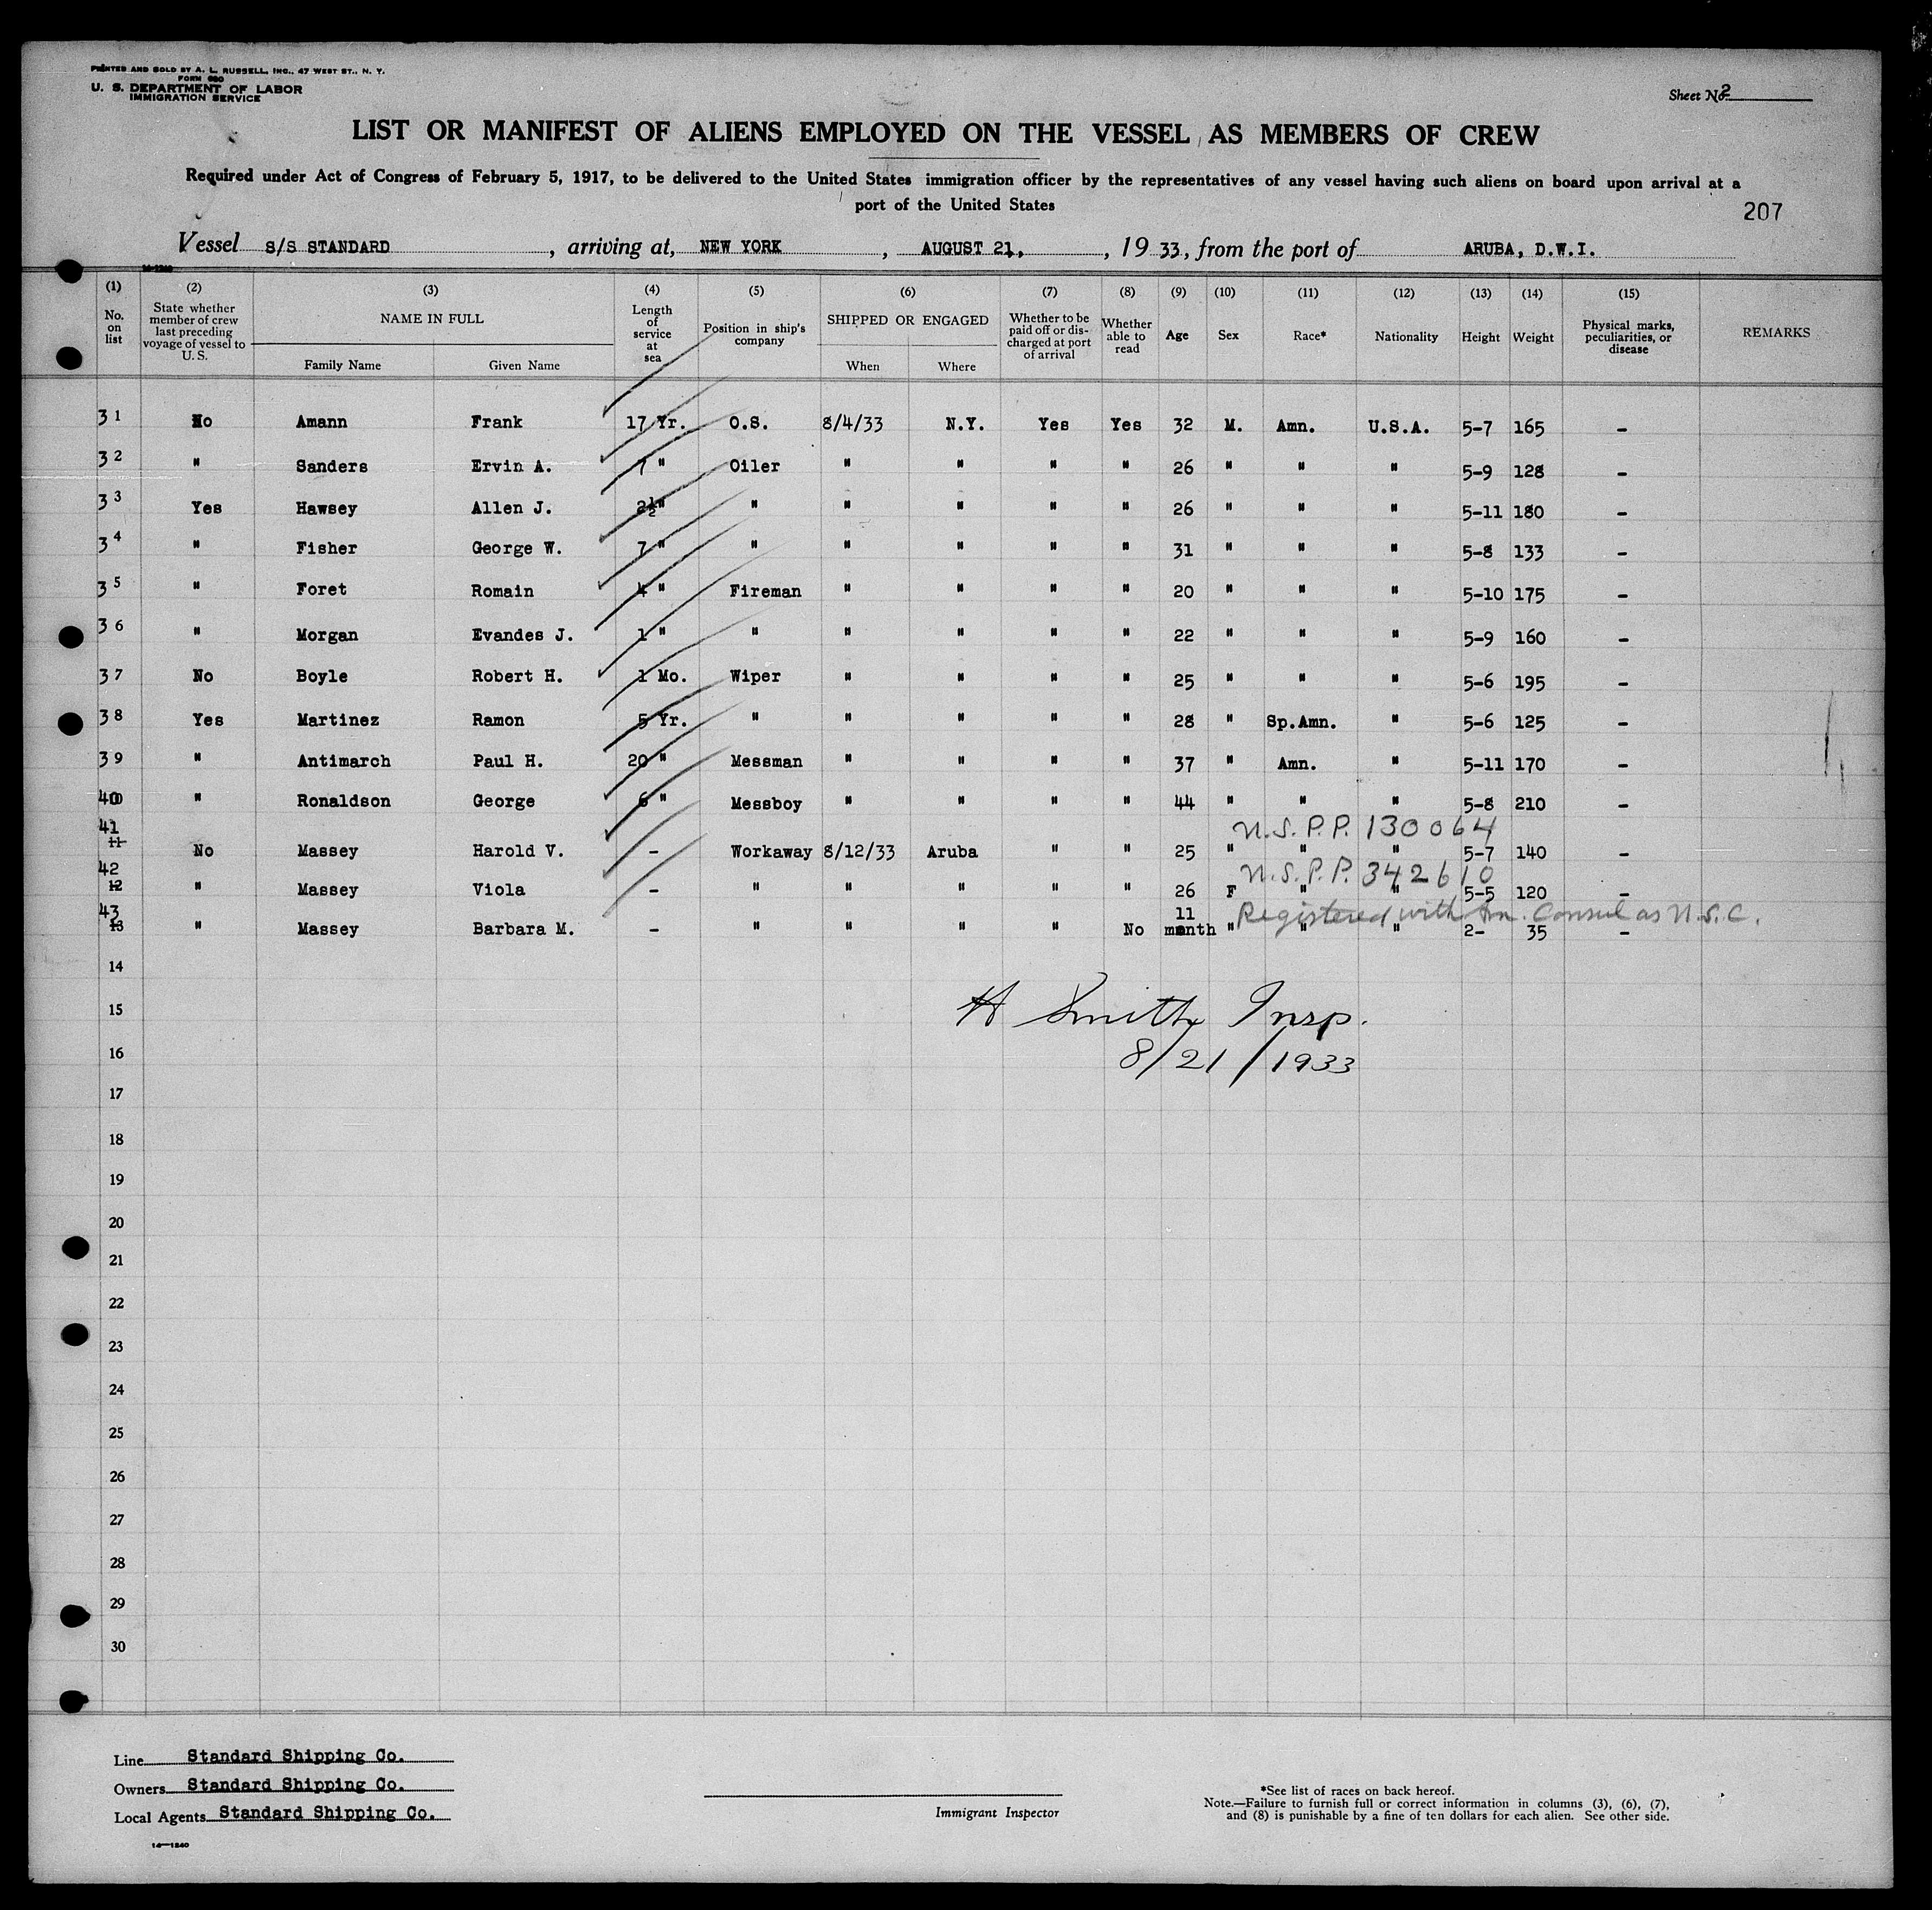 PRINTED AND SOLD BY A. L. RUSSELL, INC., 47 WEST ST., N. Y.
FORM 680
U. S. DEPARTMENT OF LABOR
IMMIGRATION SERVICE
Sheet No. 2
LIST OR MANIFEST OF ALIENS EMPLOYED ON THE VESSEL AS MEMBERS OF CREW
Required under Act of Congress of February 5, 1917, to be delivered to the United States immigration officer by the representatives of any vessel having such aliens on board upon arrival at a
port of the United States
207
Vessel S/S STANDARD, arriving at, NEW YORK, AUGUST 21, 1933, from the port of ARUBA, D.W.I.
14-1240
(1) (2) (3) (4) (5) (6) (7) (8) (9) (10) (11) (12) (13) (14) (15)
No. on list | State whether member of crew last preceding voyage of vessel to U. S. | NAME IN FULL | Length of service at sea | Position in ship's company | SHIPPED OR ENGAGED | Whether to be paid off or discharged at port of arrival | Whether able to read | Age | Sex | Race* | Nationality | Height | Weight | Physical marks, peculiarities, or disease | REMARKS
Family Name | Given Name | When | Where
31 No Amann Frank 17 Yr. O.S. 8/4/33 N.Y. Yes Yes 32 M. Amn. U.S.A. 5-7 165 -
32 " Sanders Ervin A. 7 " Oiler " " " " 26 " " " 5-9 128 -
33 Yes Hawsey Allen J. 2½ " " " " " " 26 " " " 5-11 180 -
34 " Fisher George W. 7 " " " " " " 31 " " " 5-8 133 -
35 " Foret Romain 4 " Fireman " " " " 20 " " " 5-10 175 -
36 " Morgan Evandes J. 1 " " " " " " 22 " " " 5-9 160 -
37 No Boyle Robert H. 1 Mo. Wiper " " " " 25 " " " 5-6 195 -
38 Yes Martinez Ramon 5 Yr. " " " " " 28 " Sp.Amn. " 5-6 125 -
39 " Antimarch Paul H. 20 " Messman " " " " 37 " Amn. " 5-11 170 -
40 " Ronaldson George 6 " Messboy " " " " 44 " " " 5-8 210 -
U.S.P.P. 130064
41 11 No Massey Harold V. - Workaway 8/12/33 Aruba " " 25 " " " 5-7 140 -
U.S.P.P. 342610
42 12 " Massey Viola - " " " " " 26 F " " 5-5 120 -
Registered with Am. Consul as U.S.C.
43 13 " Massey Barbara M. - " " " " No 11 month " " " 2- 35 -
14
15
H Smith Insp.
16
8/21/1933
17
18
19
20
21
22
23
24
25
26
27
28
29
30
Line Standard Shipping Co.
Owners Standard Shipping Co.
Local Agents Standard Shipping Co.
14-1240
Immigrant Inspector
*See list of races on back hereof.
Note.—Failure to furnish full or correct information in columns (3), (6), (7),
and (8) is punishable by a fine of ten dollars for each alien. See other side.